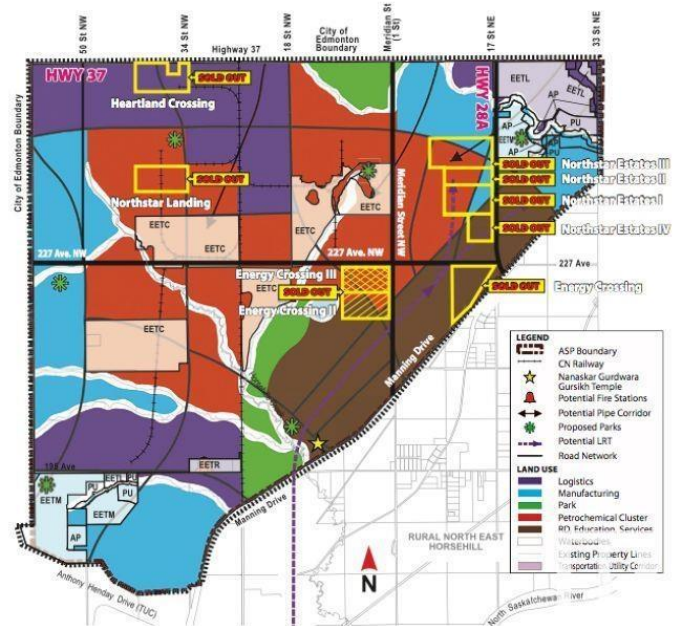 50 St NW
34 St NW
Highway 37
18 St NW
City of
Edmonton
Boundary
Meridian St
(1 St)
17 St NE
33 St NE
HWY 37
HWY 28A
SOLD OUT
Heartland Crossing
EETL
EETL
AP
PU
EETM
PU
AP
AP
City of Edmonton Boundary
SOLD OUT
Northstar Landing
Meridian Street NW
SOLD OUT
Northstar Estates III
SOLD OUT
Northstar Estates II
SOLD OUT
Northstar Estates I
SOLD OUT
Northstar Estates IV
EETC
EETC
EETC
227 Ave. NW
227 Ave. NW
227 Ave
EETC
Energy Crossing III
SOLD OUT
Energy Crossing II
SOLD OUT
Energy Crossing
Manning Drive
195 Ave
EETR
Manning Drive
EETM
PU
EETL
PU
PU
EETM
AP
Anthony Henday Drive (TUC)
N
RURAL NORTH EAST
HORSEHILL
North Saskatchewan River
LEGEND
ASP Boundary
CN Railway
Nanaskar Gurdwara
Gursikh Temple
Potential Fire Stations
Potential Pipe Corridor
Proposed Parks
Potential LRT
Road Network
LAND USE
Logistics
Manufacturing
Park
Petrochemical Cluster
RD, Education, Services
Waterbodies
Existing Property Lines
Transportation Utility Corridor